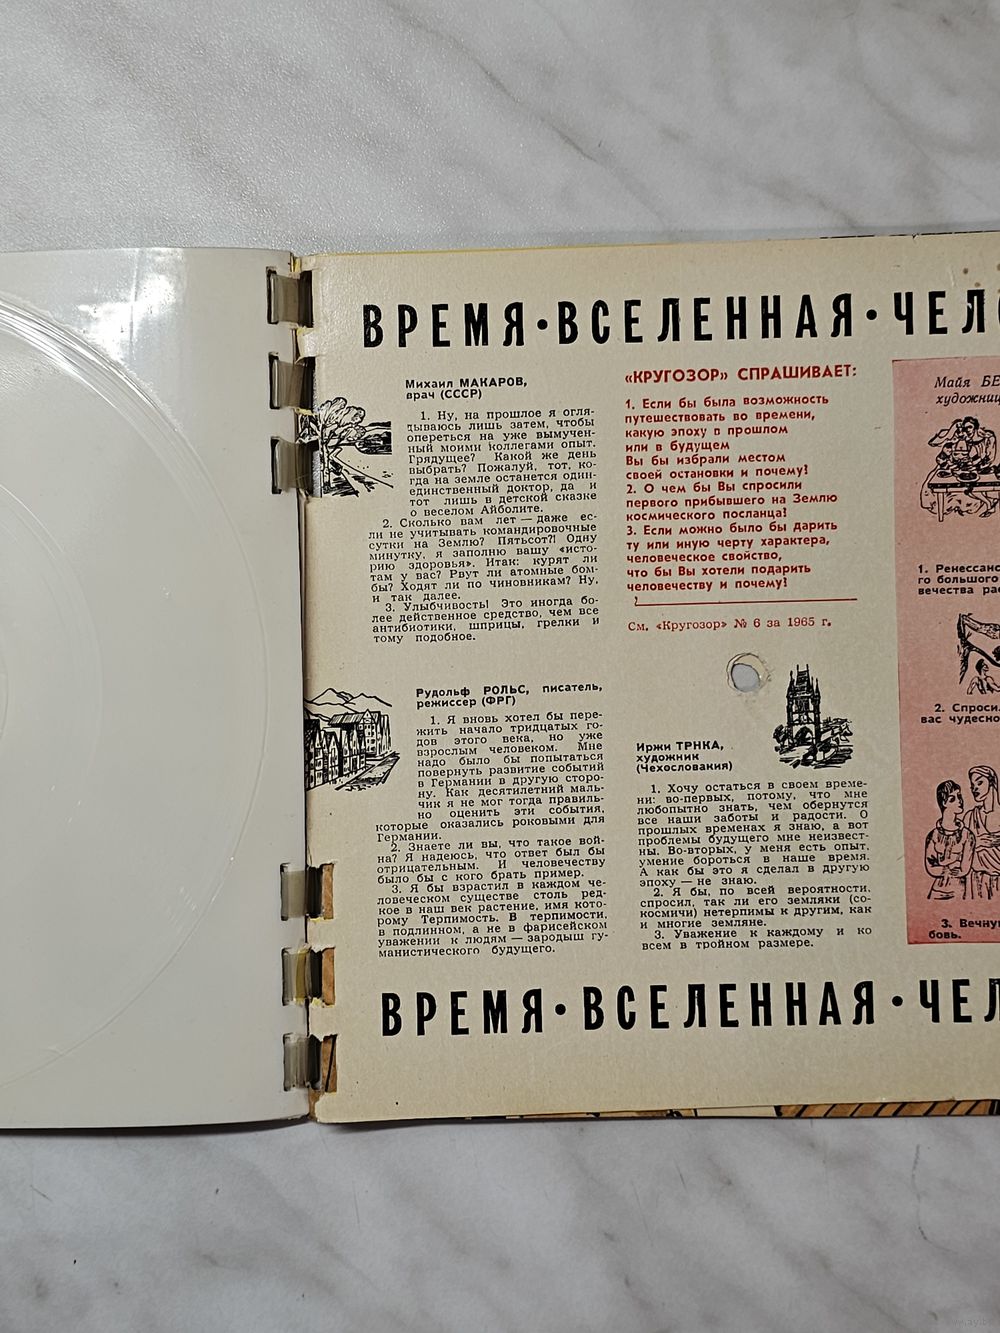 ВРЕМЯ•ВСЕЛЕННАЯ•ЧЕЛ
Михаил МАКАРОВ,
врач (СССР)
1. Ну, на прошлое я огля-
дываюсь лишь затем, чтобы
опереться на уже вымучен-
ный моими коллегами опыт.
Грядущее? Какой же день
выбрать? Пожалуй, тот, ко-
гда на земле останется один-
единственный доктор, да и
тот лишь в детской сказке
о веселом Айболите.
2. Сколько вам лет — даже ес-
ли не учитывать командировочные
сутки на Землю? Пятьсот?! Одну
минутку, я заполню вашу «исто-
рию здоровья». Итак: курят ли
там у вас? Рвут ли атомные бом-
бы? Ходят ли по чиновникам? Ну,
и так далее.
3. Улыбчивость! Это иногда бо-
лее действенное средство, чем все
антибиотики, шприцы, грелки и
тому подобное.
Рудольф РОЛЬС, писатель,
режиссер (ФРГ)
1. Я вновь хотел бы пере-
жить начало тридцатых го-
дов этого века, но уже
взрослым человеком. Мне
надо было бы попытаться
повернуть развитие событий
в Германии в другую сторо-
ну. Как десятилетний маль-
чик я не мог тогда правиль-
но оценить эти события,
которые оказались роковыми для
Германии.
2. Знаете ли вы, что такое вой-
на? Я надеюсь, что ответ был бы
отрицательным. И человечеству
было бы с кого брать пример.
3. Я бы взрастил в каждом че-
ловеческом существе столь ред-
кое в наш век растение, имя кото-
рому Терпимость. В терпимости,
в подлинном, а не в фарисейском
уважении к людям — зародыш гу-
манистического будущего.
«КРУГОЗОР» СПРАШИВАЕТ:
1. Если бы была возможность
путешествовать во времени,
какую эпоху в прошлом
или в будущем
Вы бы избрали местом
своей остановки и почему?
2. О чем бы Вы спросили
первого прибывшего на Землю
космического посланца?
3. Если можно было бы дарить
ту или иную черту характера,
человеческое свойство,
что бы Вы хотели подарить
человечеству и почему?
См. «Кругозор» № 6 за 1965 г.
Иржи ТРНКА,
художник
(Чехословакия)
1. Хочу остаться в своем време-
ни: во-первых, потому, что мне
любопытно знать, чем обернутся
все наши заботы и радости. О
прошлых временах я знаю, а вот
проблемы будущего мне неизвест-
ны. Во-вторых, у меня есть опыт,
умение бороться в наше время.
А как бы это я сделал в другую
эпоху — не знаю.
2. Я бы, по всей вероятности,
спросил, так ли его земляки (со-
космичи) нетерпимы к другим, как
и многие земляне.
3. Уважение к каждому и ко
всем в тройном размере.
Майя БЕ
художниц
1. Ренессанс
го большого
вечества рас
2. Спроси
вас чудесно
3. Вечную
бовь.
ВРЕМЯ•ВСЕЛЕННАЯ•ЧЕЛ